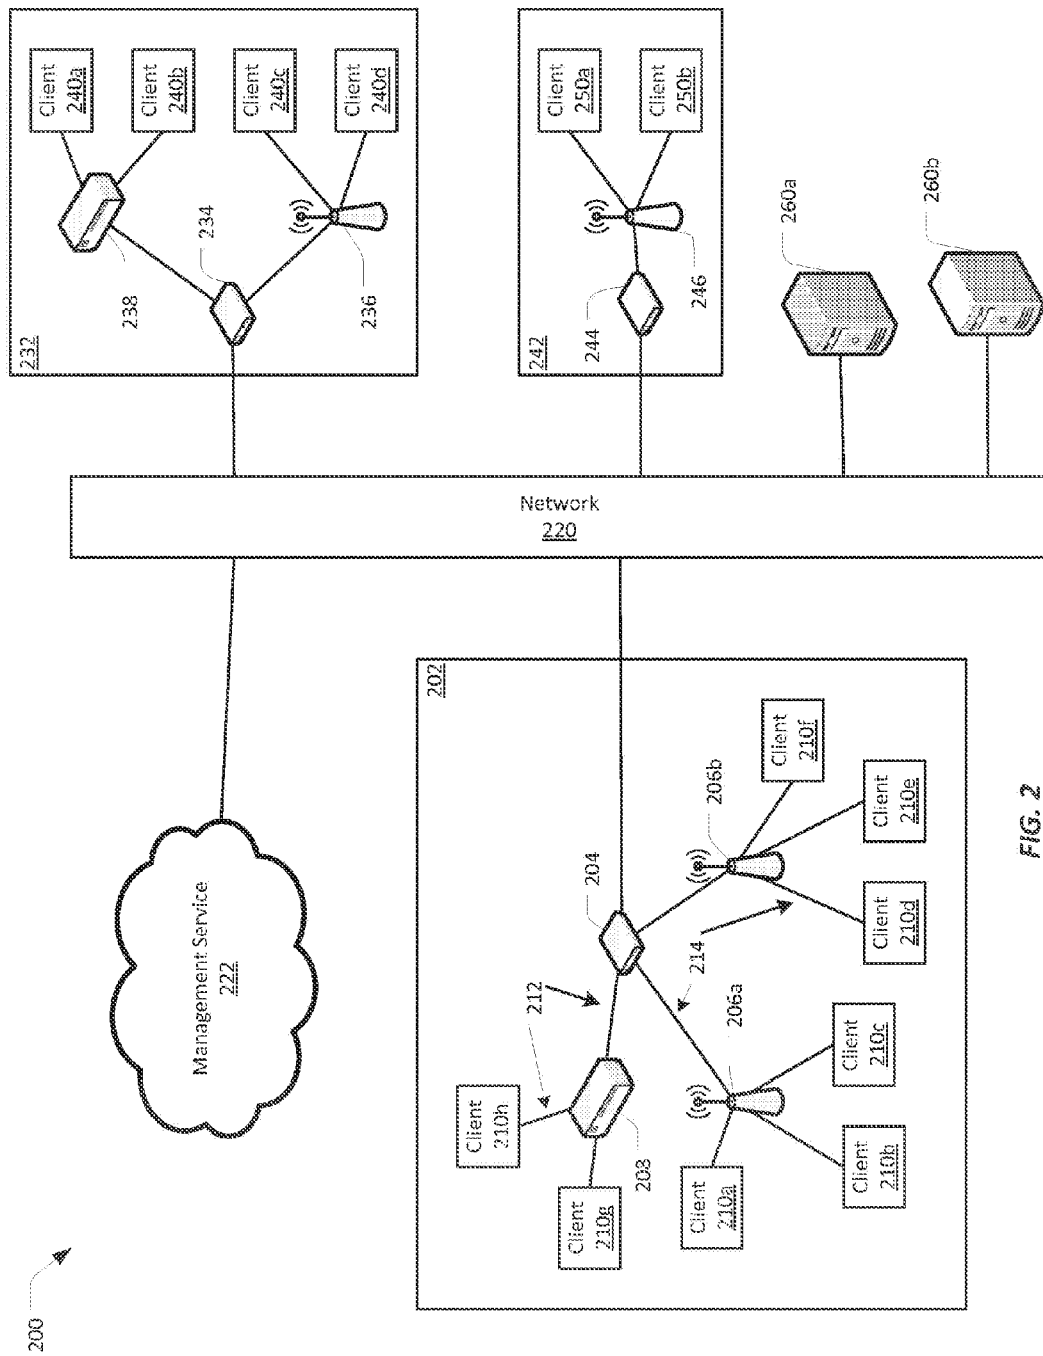 200
Management Service
222
202
Client
210h
Client
210g
208
212
204
214
206a
206b
Client
210a
Client
210b
Client
210c
Client
210d
Client
210e
Client
210f
Network
220
232
234
238
236
Client
240a
Client
240b
Client
240c
Client
240d
242
244
246
Client
250a
Client
250b
260a
260b
FIG. 2